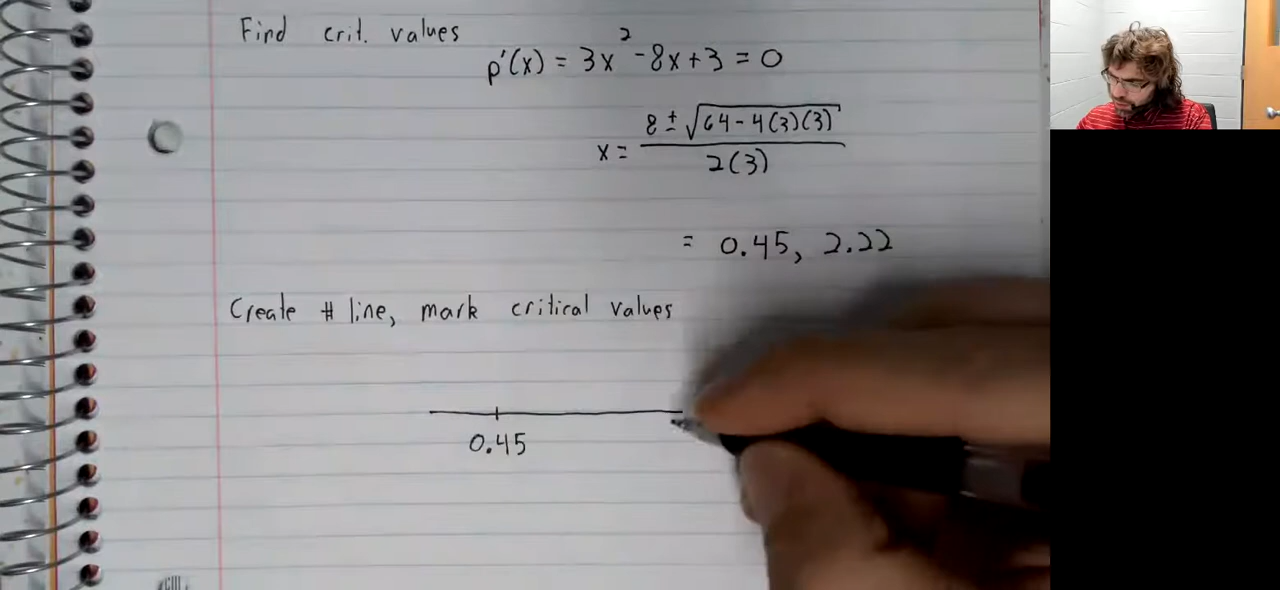 Find crit. values
p'(x) = 3x² - 8x + 3 = 0
x = (8 ± √(64 - 4(3)(3))) / 2(3)
= 0.45, 2.22
Create # line, mark critical values
0.45